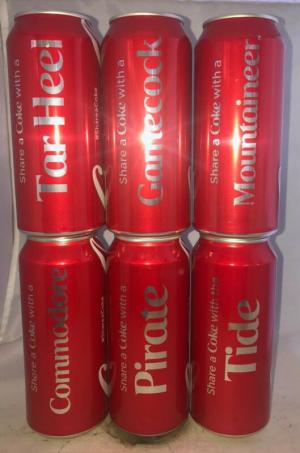 Share a Coke with a
Tar Heel
#ShareaCoke
Share a Coke with a
Gamecock
Share a Coke with a
Mountaineer
Share a Coke with a
Commodore
Share a Coke with a
Pirate
Share a Coke with the
Tide